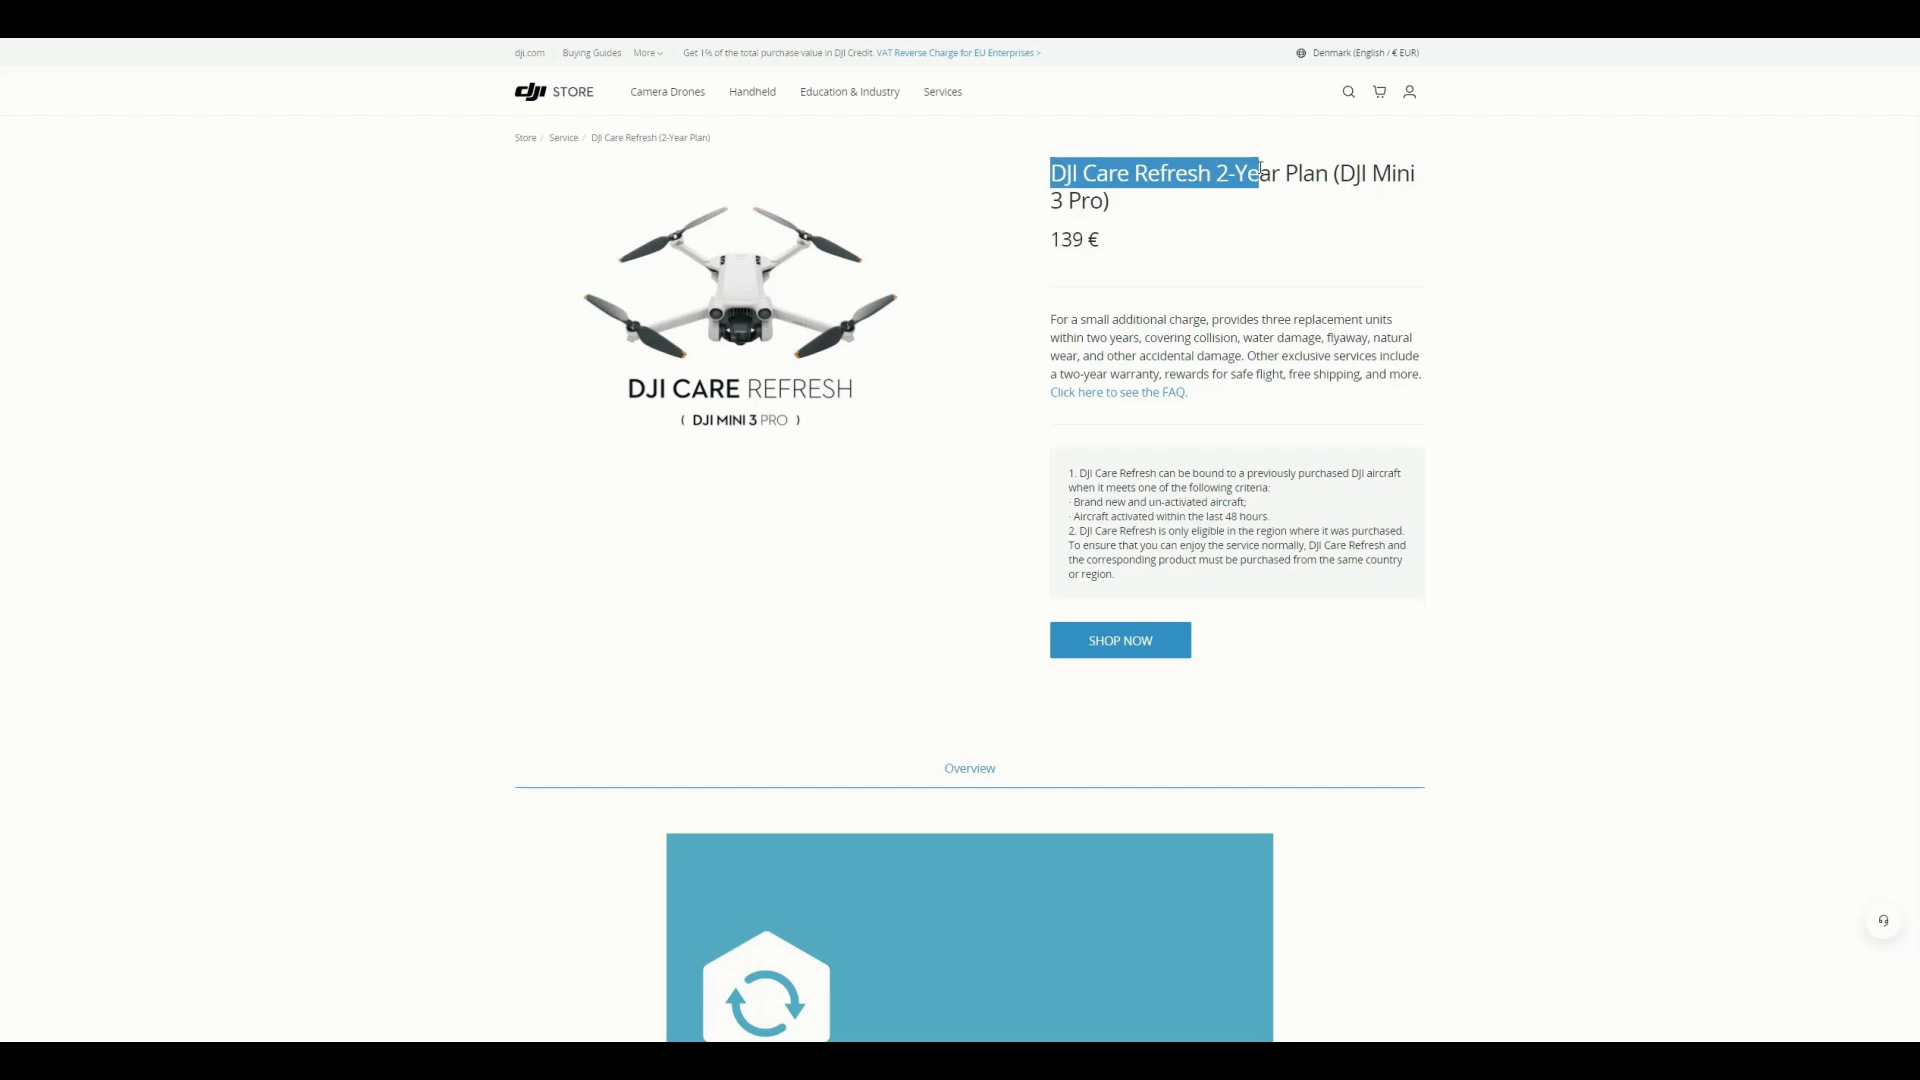 dji.com
Buying Guides
More
Get 1% of the total purchase value in DJI Credit. VAT Reverse Charge for EU Enterprises >
Denmark (English / € EUR)
dji STORE
Camera Drones
Handheld
Education & Industry
Services
Store / Service / DJI Care Refresh (2-Year Plan)
DJI Care Refresh 2-Year Plan (DJI Mini
3 Pro)
139 €
DJI CARE REFRESH
( DJI MINI 3 PRO )
For a small additional charge, provides three replacement units
within two years, covering collision, water damage, flyaway, natural
wear, and other accidental damage. Other exclusive services include
a two-year warranty, rewards for safe flight, free shipping, and more.
Click here to see the FAQ.
1. DJI Care Refresh can be bound to a previously purchased DJI aircraft
when it meets one of the following criteria:
· Brand new and un-activated aircraft;
· Aircraft activated within the last 48 hours.
2. DJI Care Refresh is only eligible in the region where it was purchased.
To ensure that you can enjoy the service normally, DJI Care Refresh and
the corresponding product must be purchased from the same country
or region.
SHOP NOW
Overview